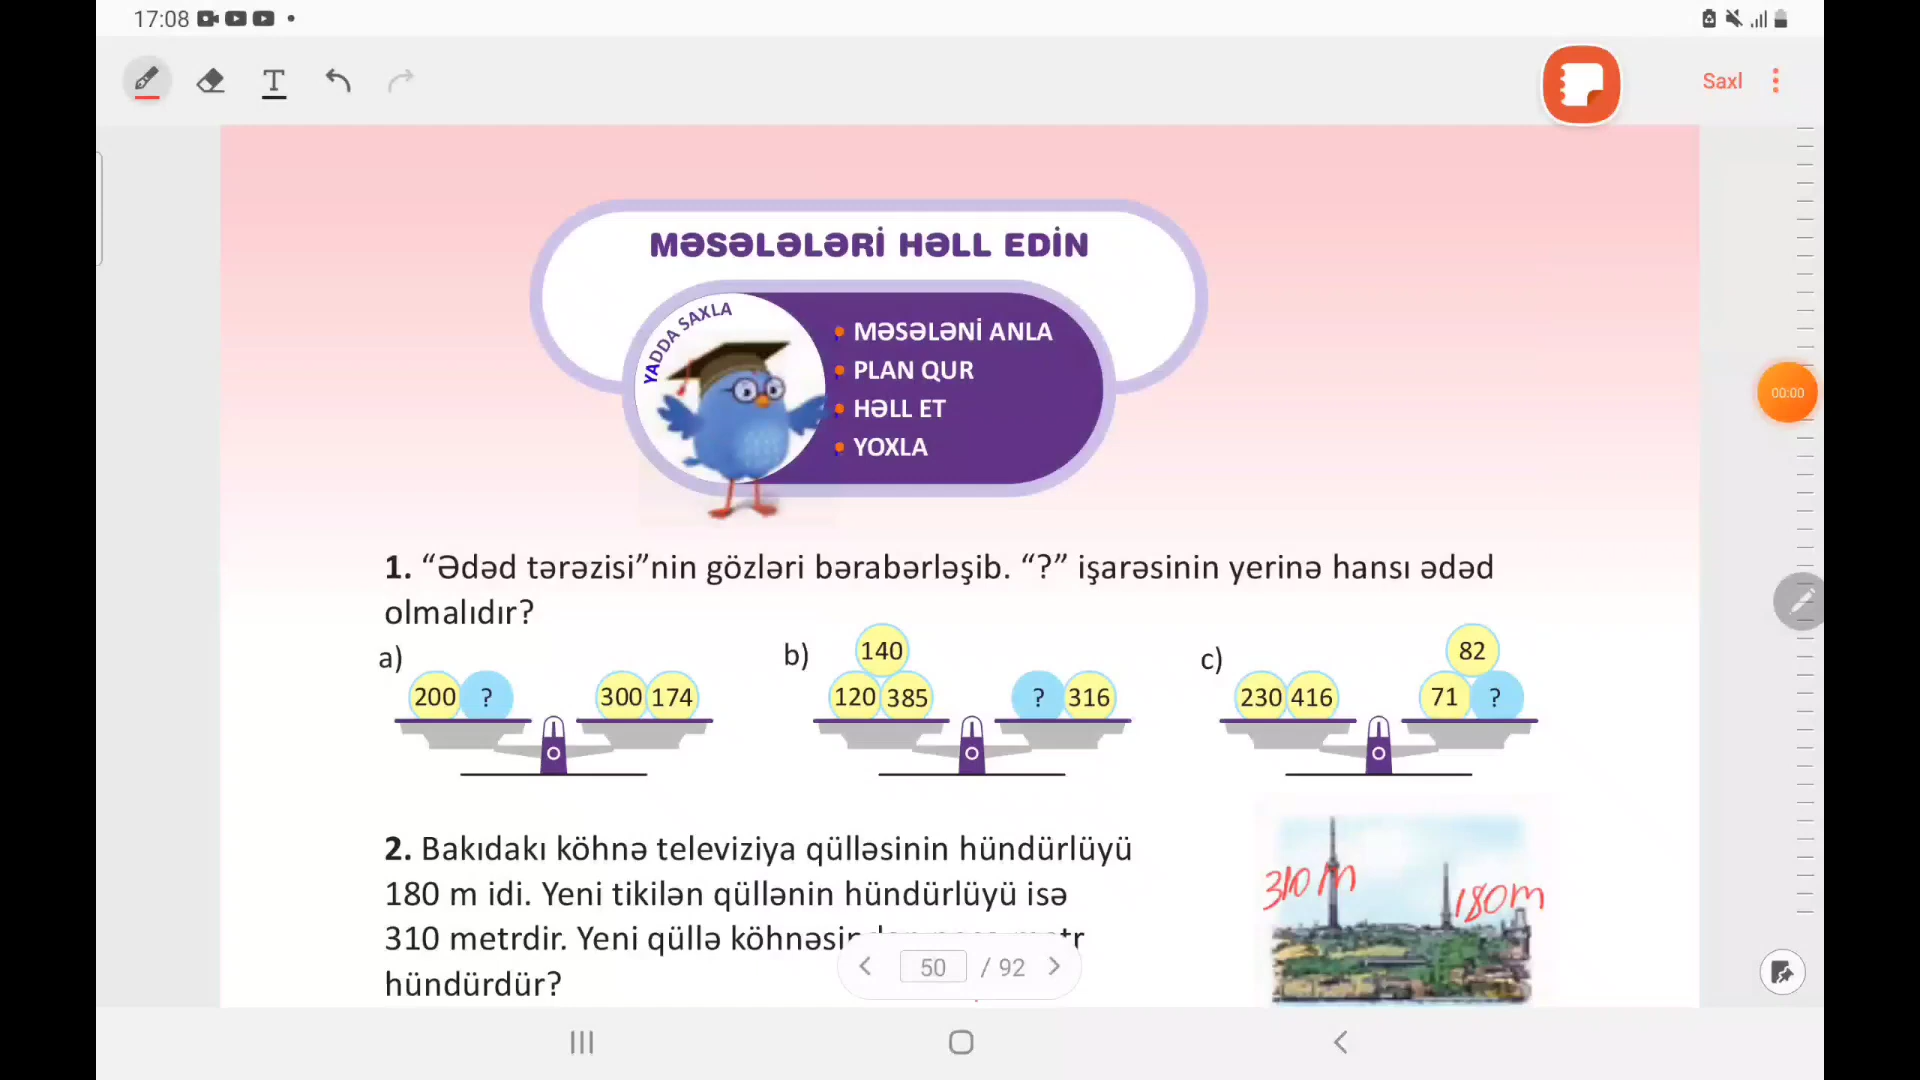 17:08
T
Saxl
MƏSƏLƏLƏRİ HƏLL EDİN
YADDA SAXLA
• MƏSƏLƏNİ ANLA
• PLAN QUR
• HƏLL ET
• YOXLA
00:00
1. “Ədəd tərəzisi”nin gözləri bərabərləşib. “?” işarəsinin yerinə hansı ədəd
olmalıdır?
a)
200 ?
300 174
b)
140
120 385
? 316
c)
230 416
82
71 ?
2. Bakıdakı köhnə televiziya qülləsinin hündürlüyü
180 m idi. Yeni tikilən qüllənin hündürlüyü isə
310 metrdir. Yeni qüllə
hündürdür?
310 m
180m
50 / 92